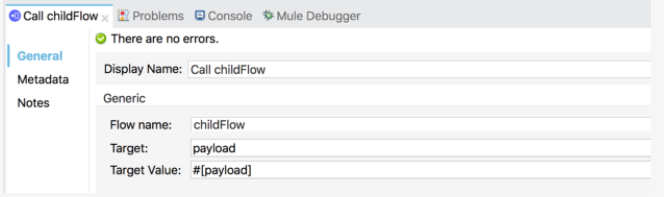 Call childFlow Problems Console Mule Debugger
There are no errors.
General
Metadata
Notes
Display Name: Call childFlow
Generic
Flow name: childFlow
Target: payload
Target Value: #[payload]